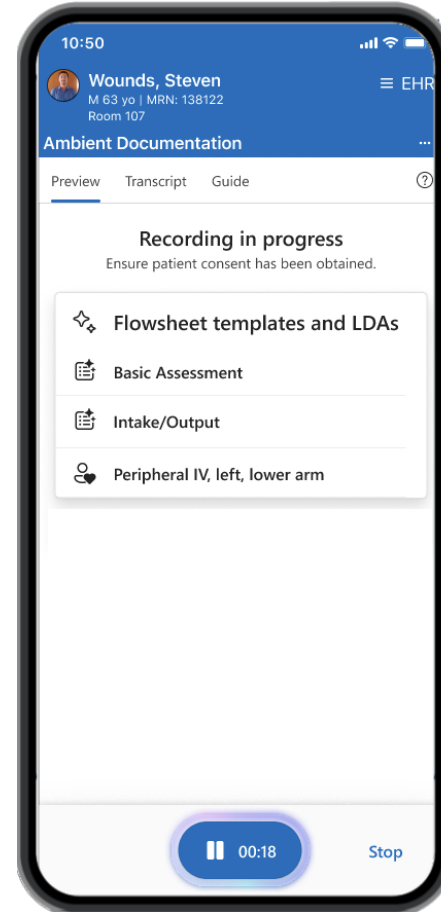 10:50
Wounds, Steven
M 63 yo | MRN: 138122
Room 107
EHR
Ambient Documentation
...
Preview Transcript Guide
?
Recording in progress
Ensure patient consent has been obtained.
Flowsheet templates and LDAs
Basic Assessment
Intake/Output
Peripheral IV, left, lower arm
00:18
Stop